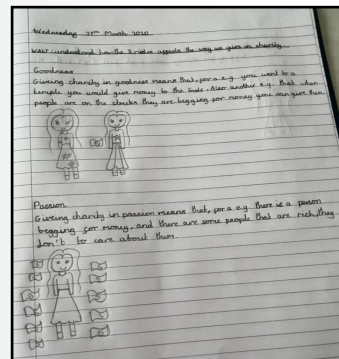 Wednesday 25th March 2020
WALT: understand how the 3 modes affects the way we give in charity.
Goodness
Giving charity in goodness means that, for a e.g. you went to a
temple you would give money to the Gods. Also another e.g. that when
people are on the streets they are begging for money you can give them.
Passion
Giving charity in passion means that, for a e.g. there is a person
begging for money, and there are some people that are rich, they
don't to care about them.